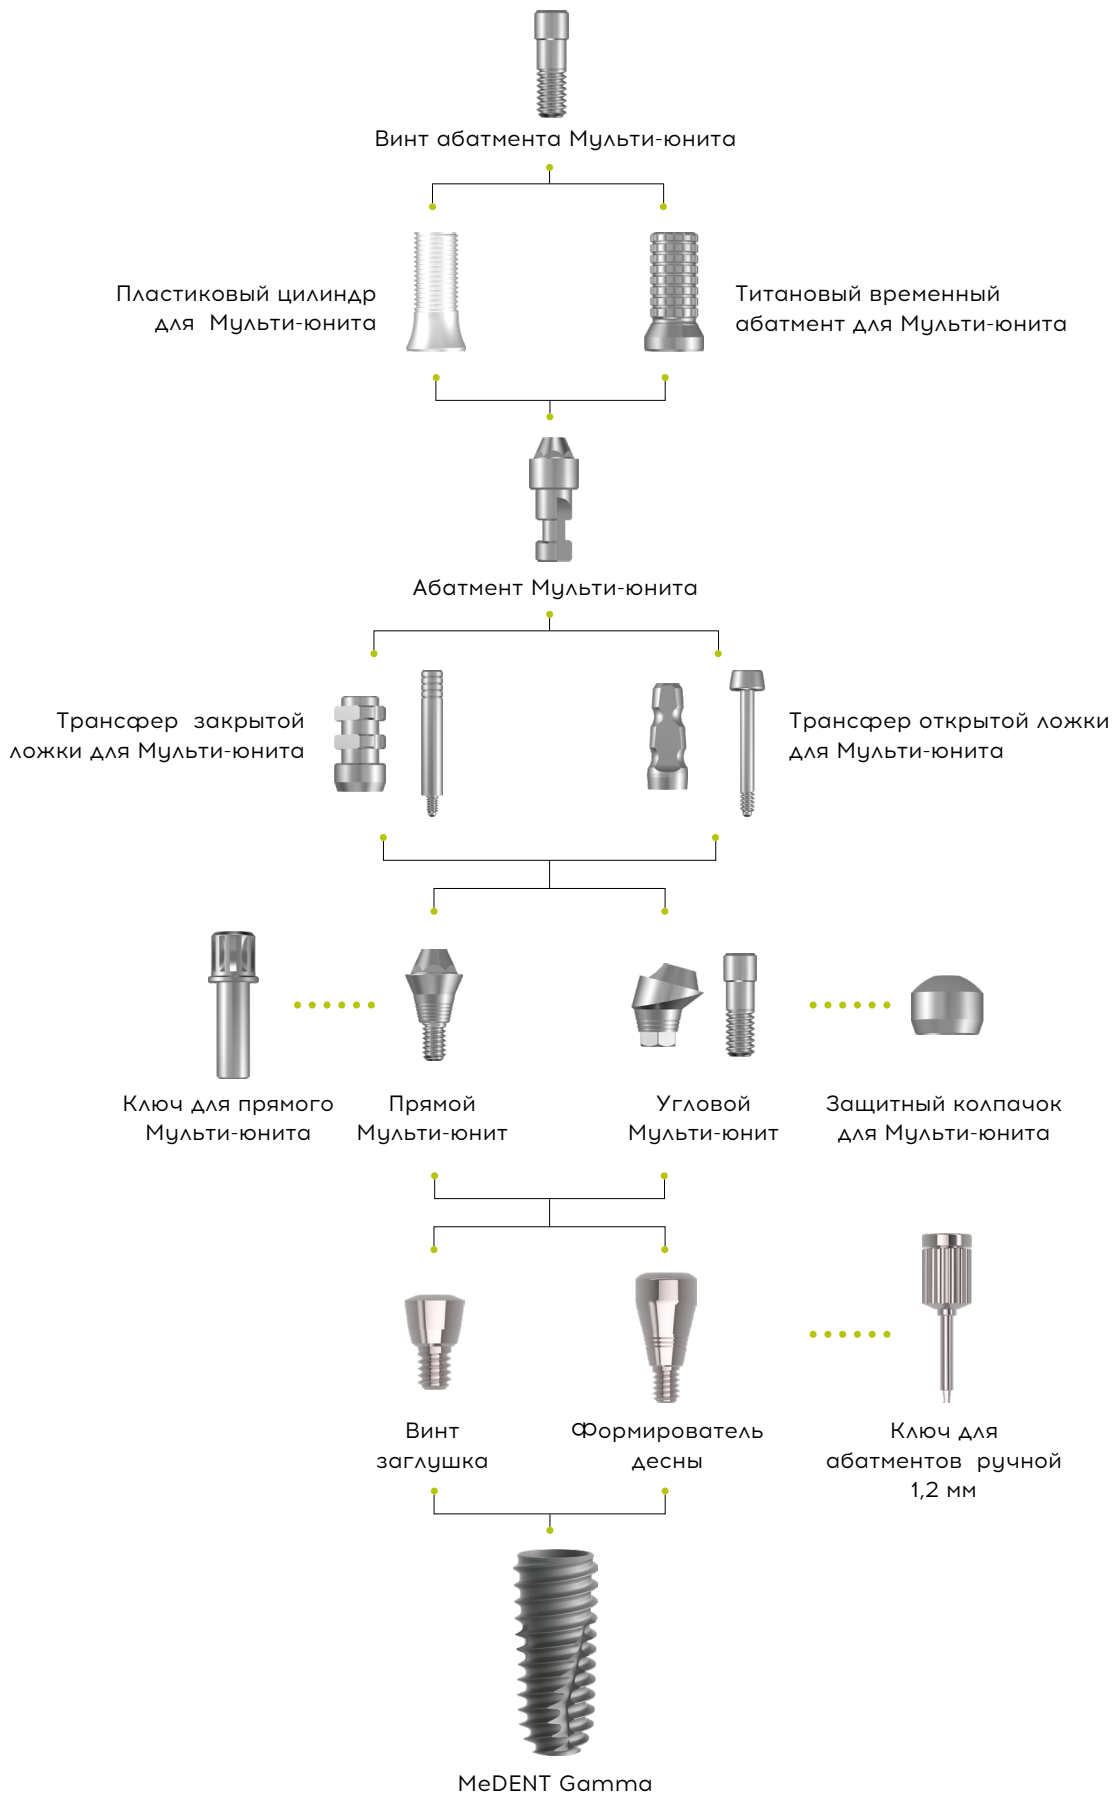 Винт абатмента Мульти-юнита
Пластиковый цилиндр
для Мульти-юнита
Титановый временный
абатмент для Мульти-юнита
Абатмент Мульти-юнита
Трансфер закрытой
ложки для Мульти-юнита
Трансфер открытой ложки
для Мульти-юнита
Ключ для прямого
Мульти-юнита
Прямой
Мульти-юнит
Угловой
Мульти-юнит
Защитный колпачок
для Мульти-юнита
Винт
заглушка
Формирователь
десны
Ключ для
абатментов ручной
1,2 мм
MeDENT Gamma